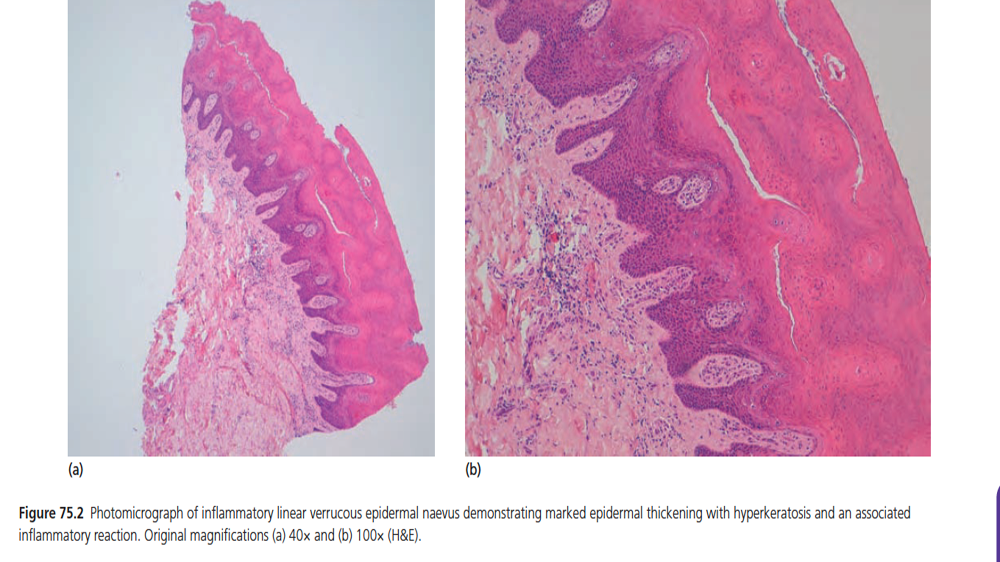 (a)
(b)
Figure 75.2 Photomicrograph of inflammatory linear verrucous epidermal naevus demonstrating marked epidermal thickening with hyperkeratosis and an associated
inflammatory reaction. Original magnifications (a) 40× and (b) 100× (H&E).